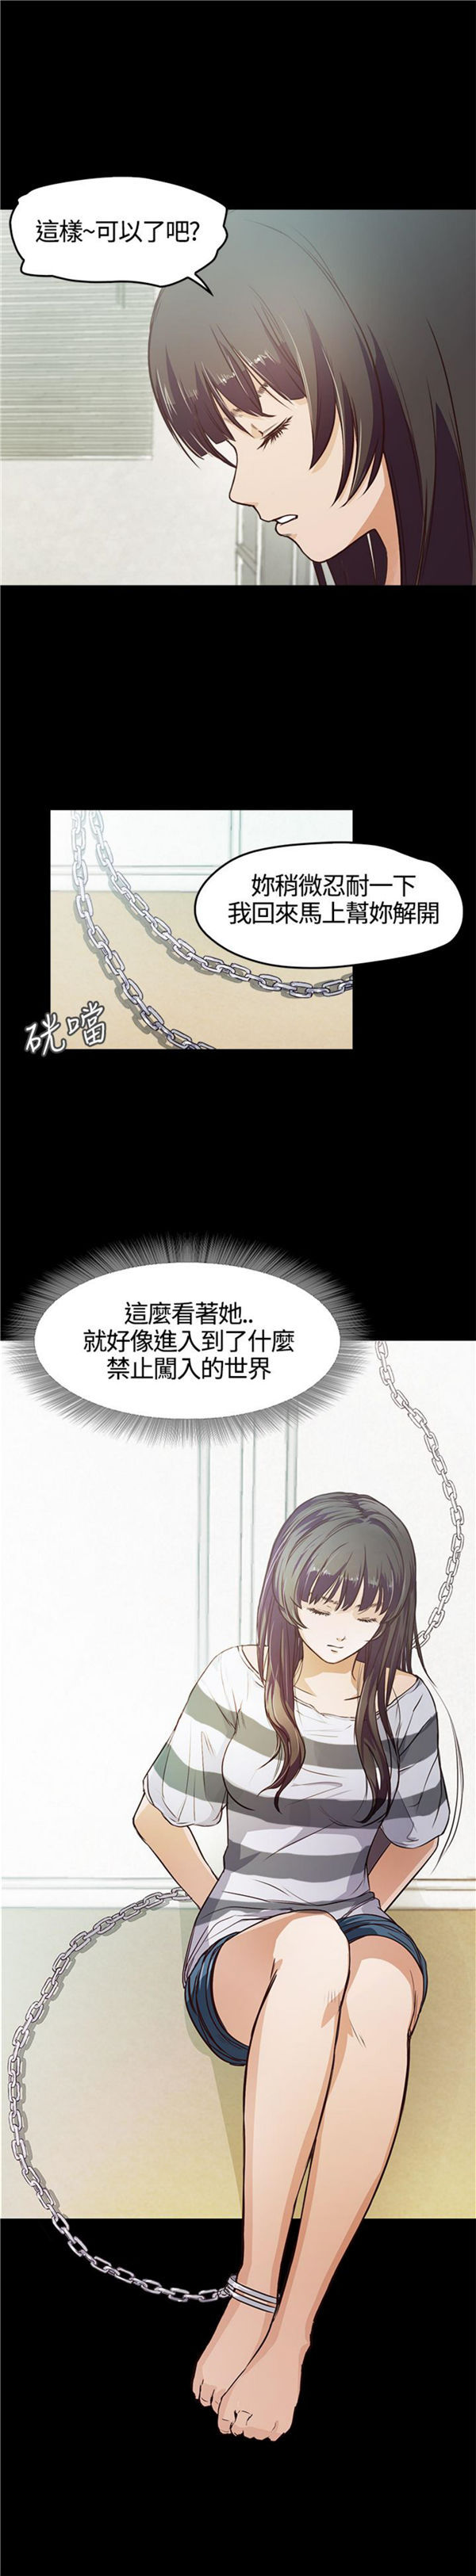 這樣~可以了吧?
妳稍微忍耐一下
我回來馬上幫妳解開
硄噹
這麼看著她..
就好像進入到了什麼
禁止闖入的世界